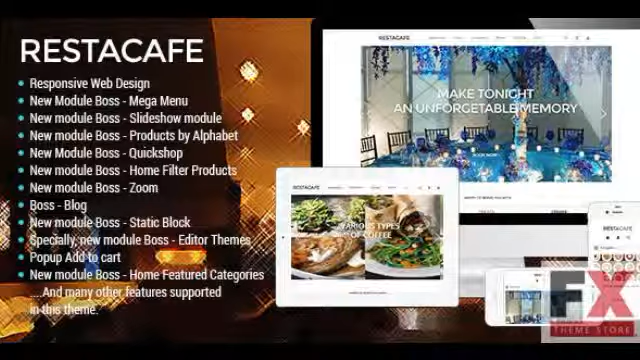 RESTACAFE
Responsive Web Design
New Module Boss - Mega Menu
New module Boss - Slideshow module
New module Boss - Products by Alphabet
New Module Boss - Quickshop
New module Boss - Home Filter Products
New module Boss - Zoom
Boss - Blog
New module Boss - Static Block
Specially, new module Boss - Editor Themes
Popup Add to cart
New module Boss - Home Featured Categories
....And many other features supported
in this theme.
RESTACAFE
MAKE TONIGHT
AN UNFORGETABLE MEMORY
RESTACAFE
VARIOUS TYPES
OF COFFEE
RESTACAFE
FX
THEME STORE